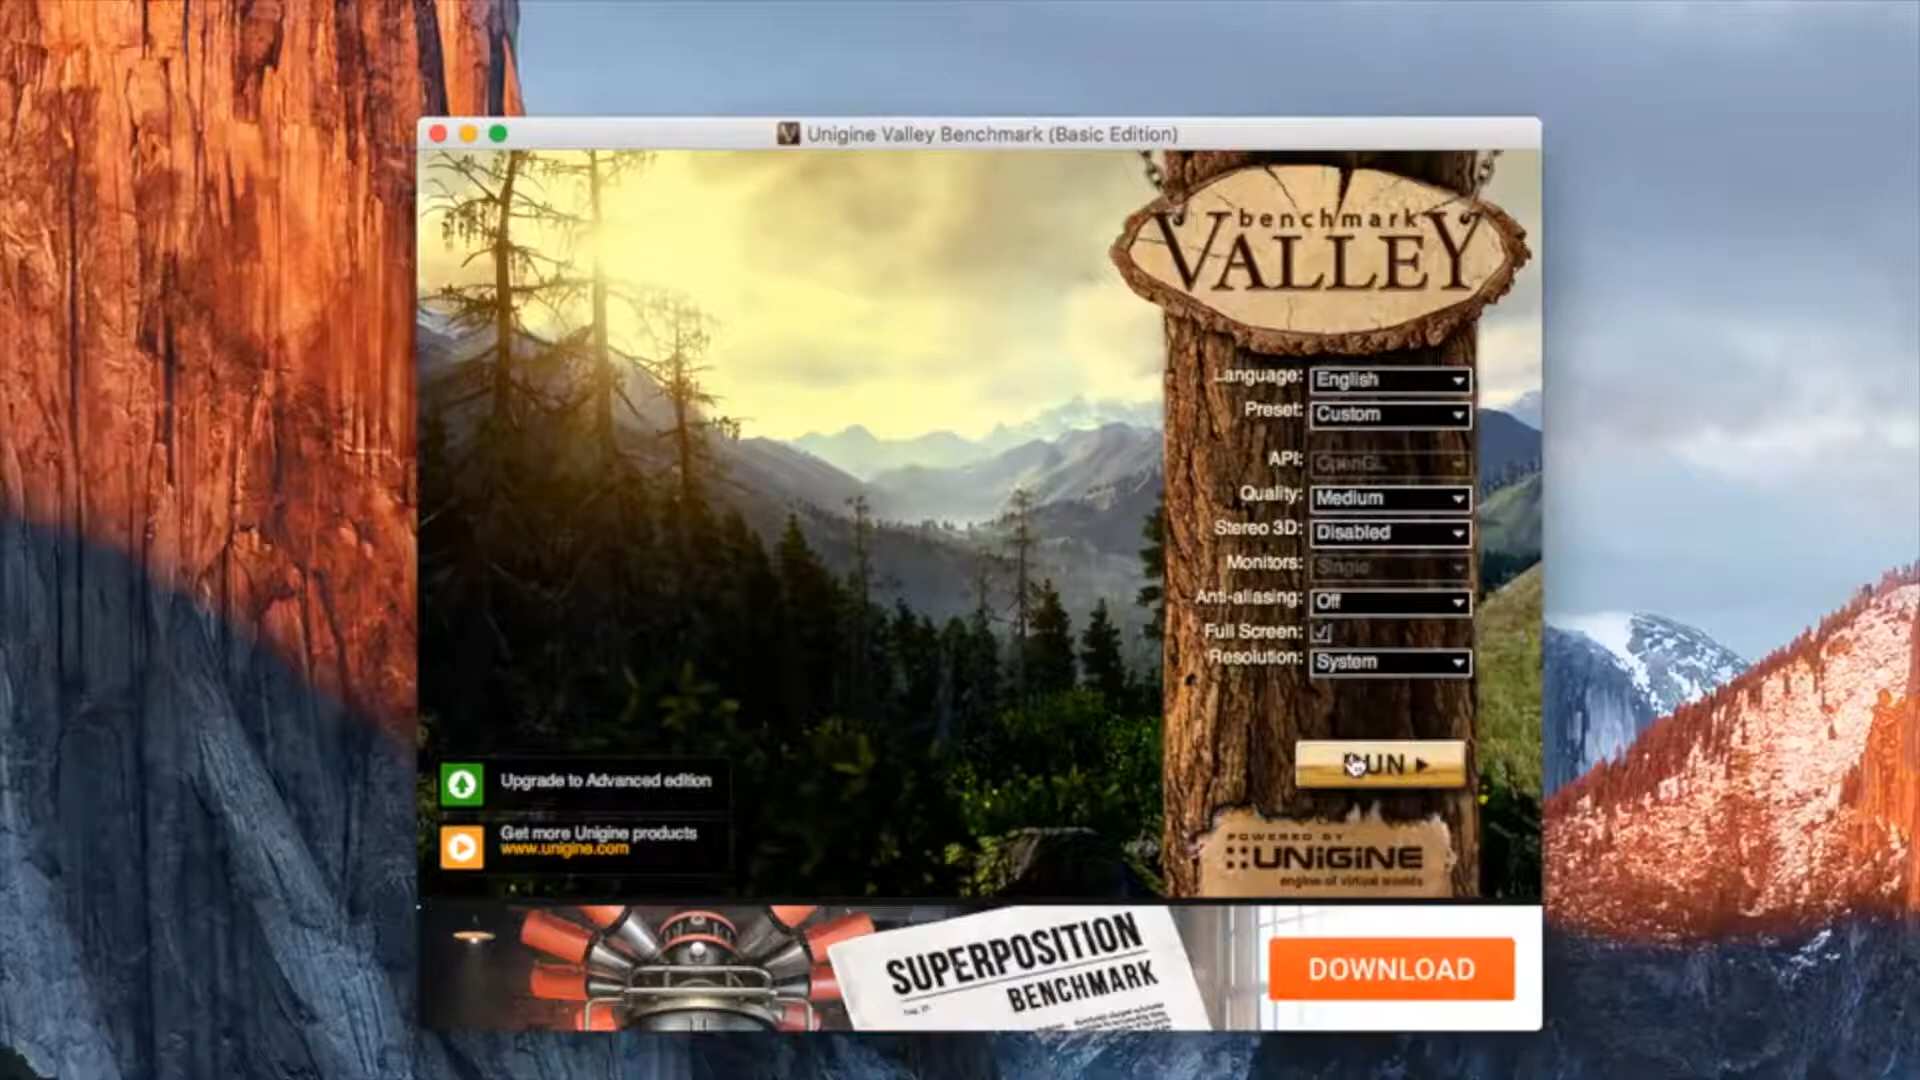 Unigine Valley Benchmark (Basic Edition)
benchmark
VALLEY
Language: English
Preset: Custom
API: OpenGL
Quality: Medium
Stereo 3D: Disabled
Monitors: Single
Anti-aliasing: Off
Full Screen:
Resolution: System
RUN
Upgrade to Advanced edition
Get more Unigine products
www.unigine.com
POWERED BY
UNiGiNE
engine of virtual worlds
SUPERPOSITION
BENCHMARK
DOWNLOAD